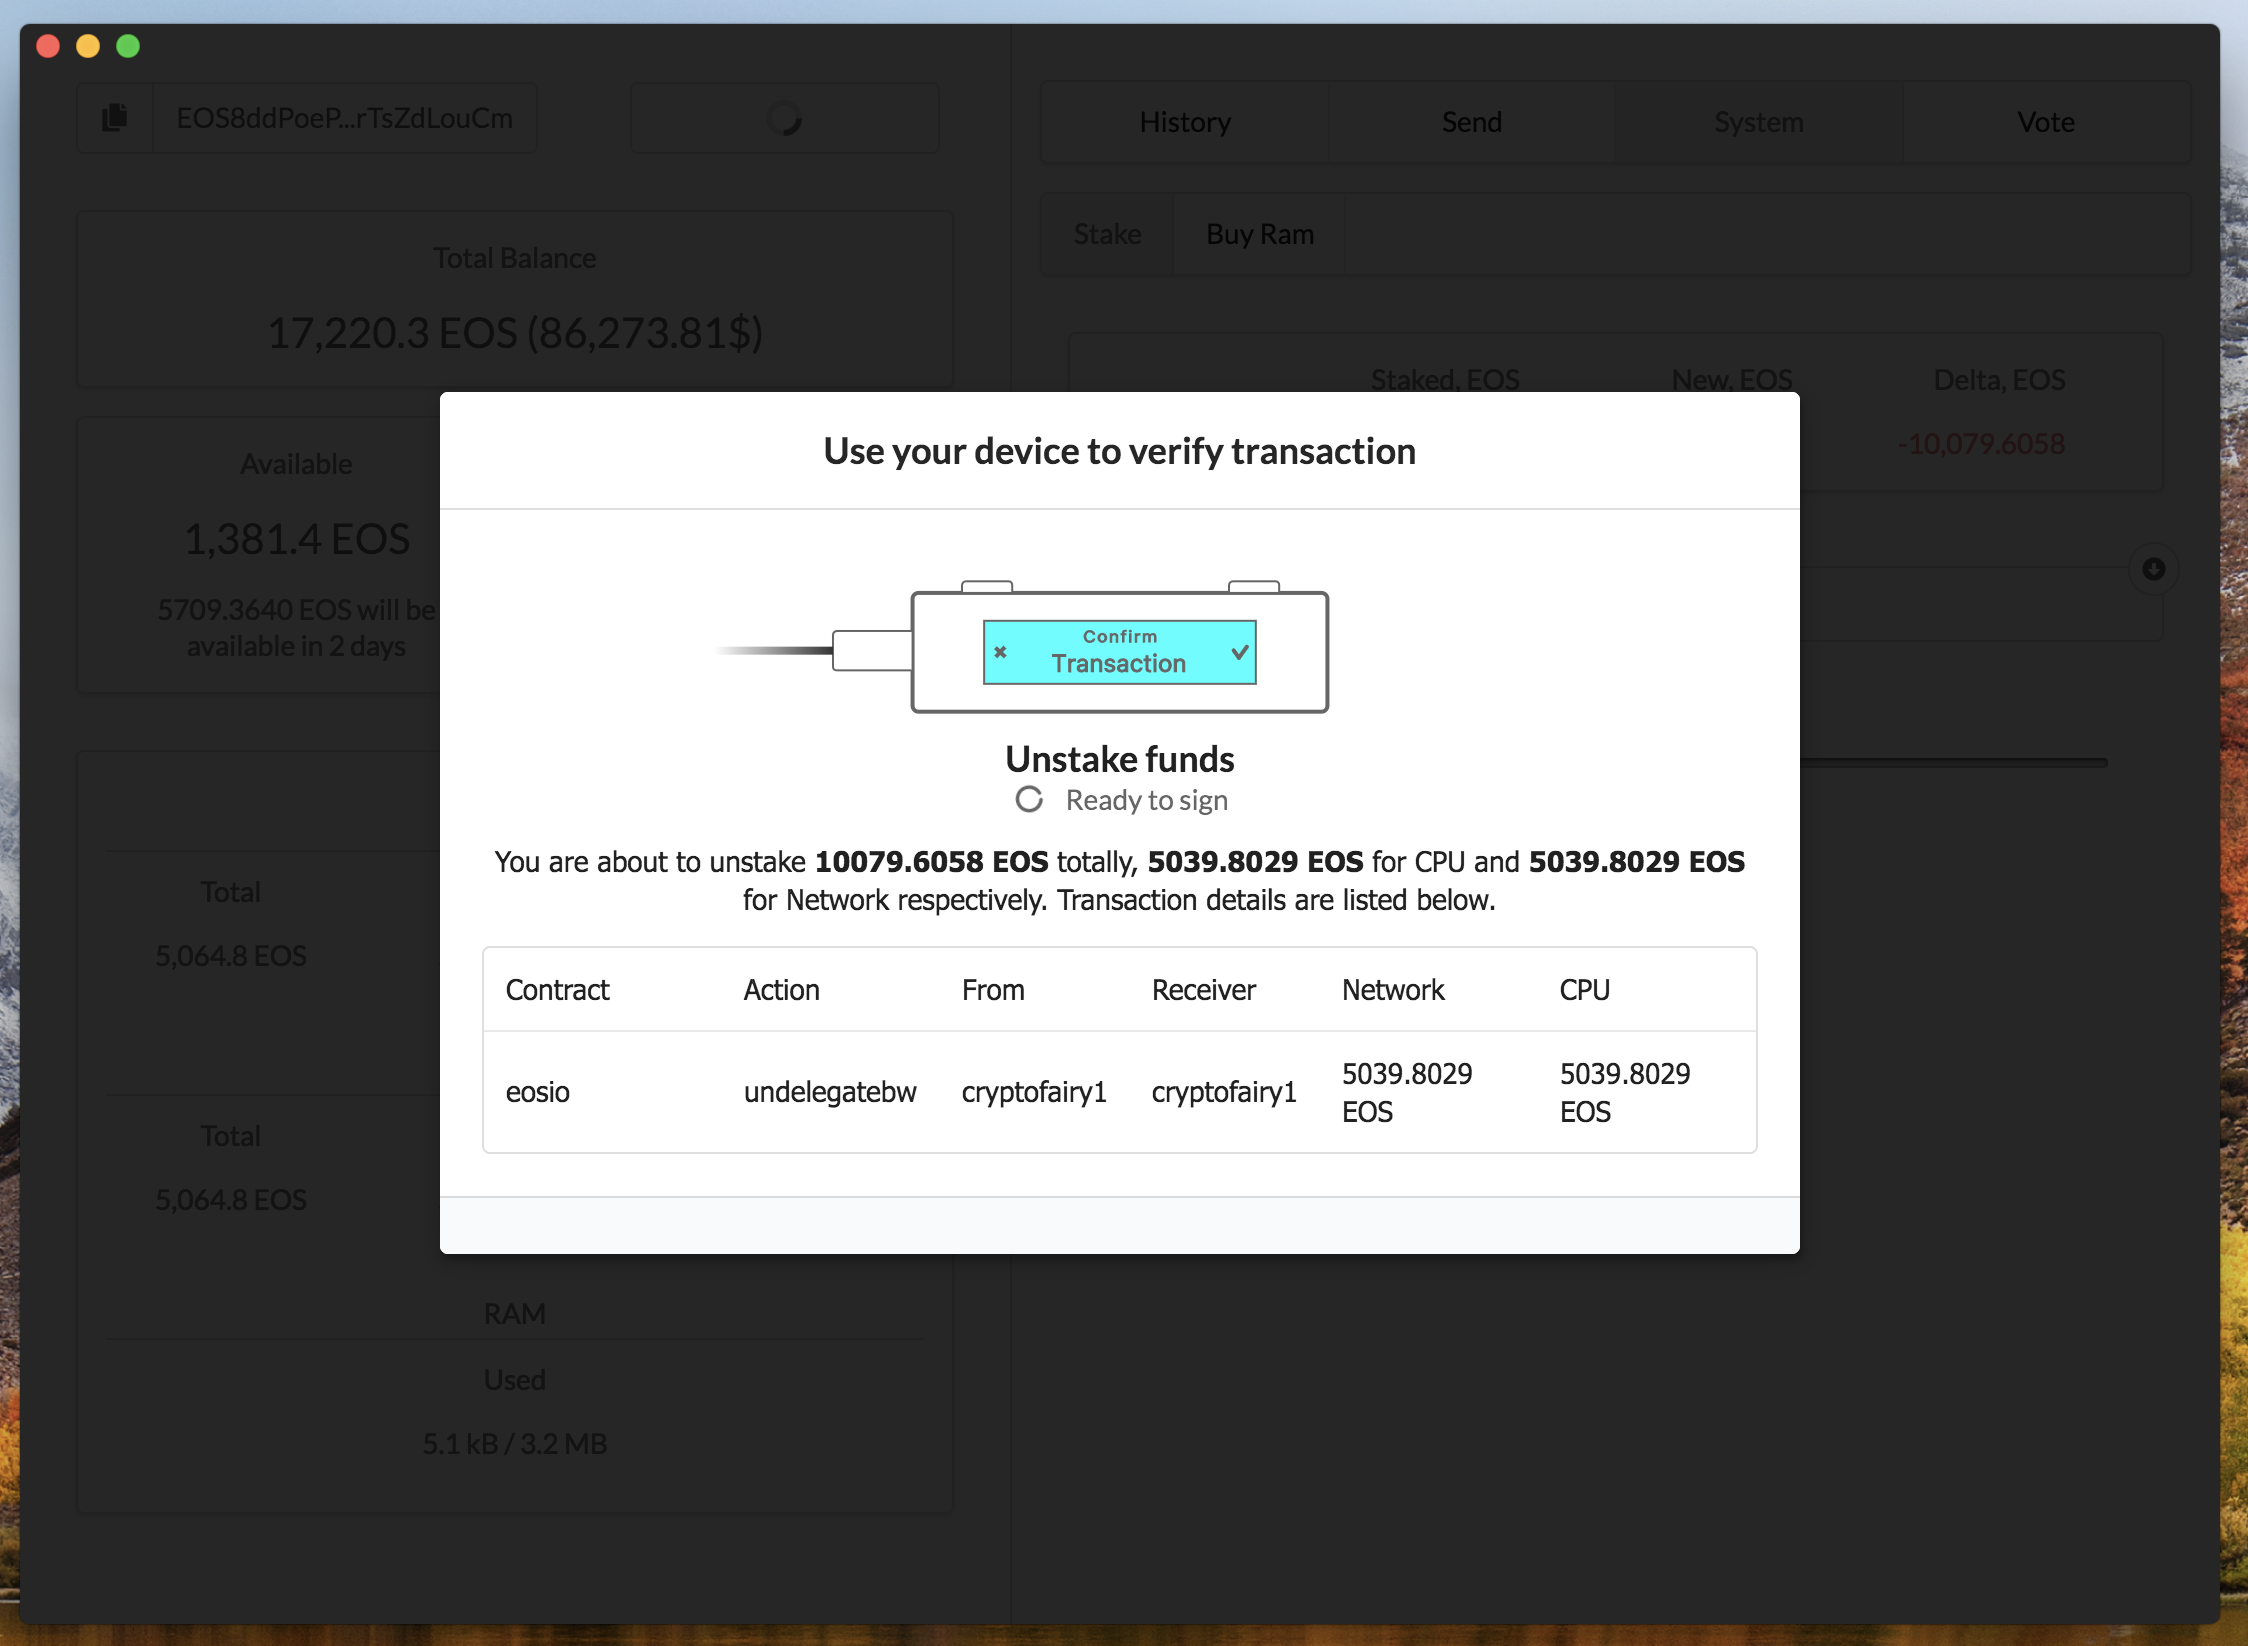 EOS8ddPoeP...rTsZdLouCm
History
Send
System
Vote
Stake
Buy Ram
Total Balance
17,220.3 EOS (86,273.81$)
Available
1,381.4 EOS
5709.3640 EOS will be
available in 2 days
Staked, EOS
New, EOS
Delta, EOS
-10,079.6058
Total
5,064.8 EOS
Total
5,064.8 EOS
RAM
Used
5.1 kB / 3.2 MB
Use your device to verify transaction
Confirm
Transaction
Unstake funds
Ready to sign
You are about to unstake 10079.6058 EOS totally, 5039.8029 EOS for CPU and 5039.8029 EOS
for Network respectively. Transaction details are listed below.
Contract Action From Receiver Network CPU
eosio undelegatebw cryptofairy1 cryptofairy1 5039.8029 EOS 5039.8029 EOS